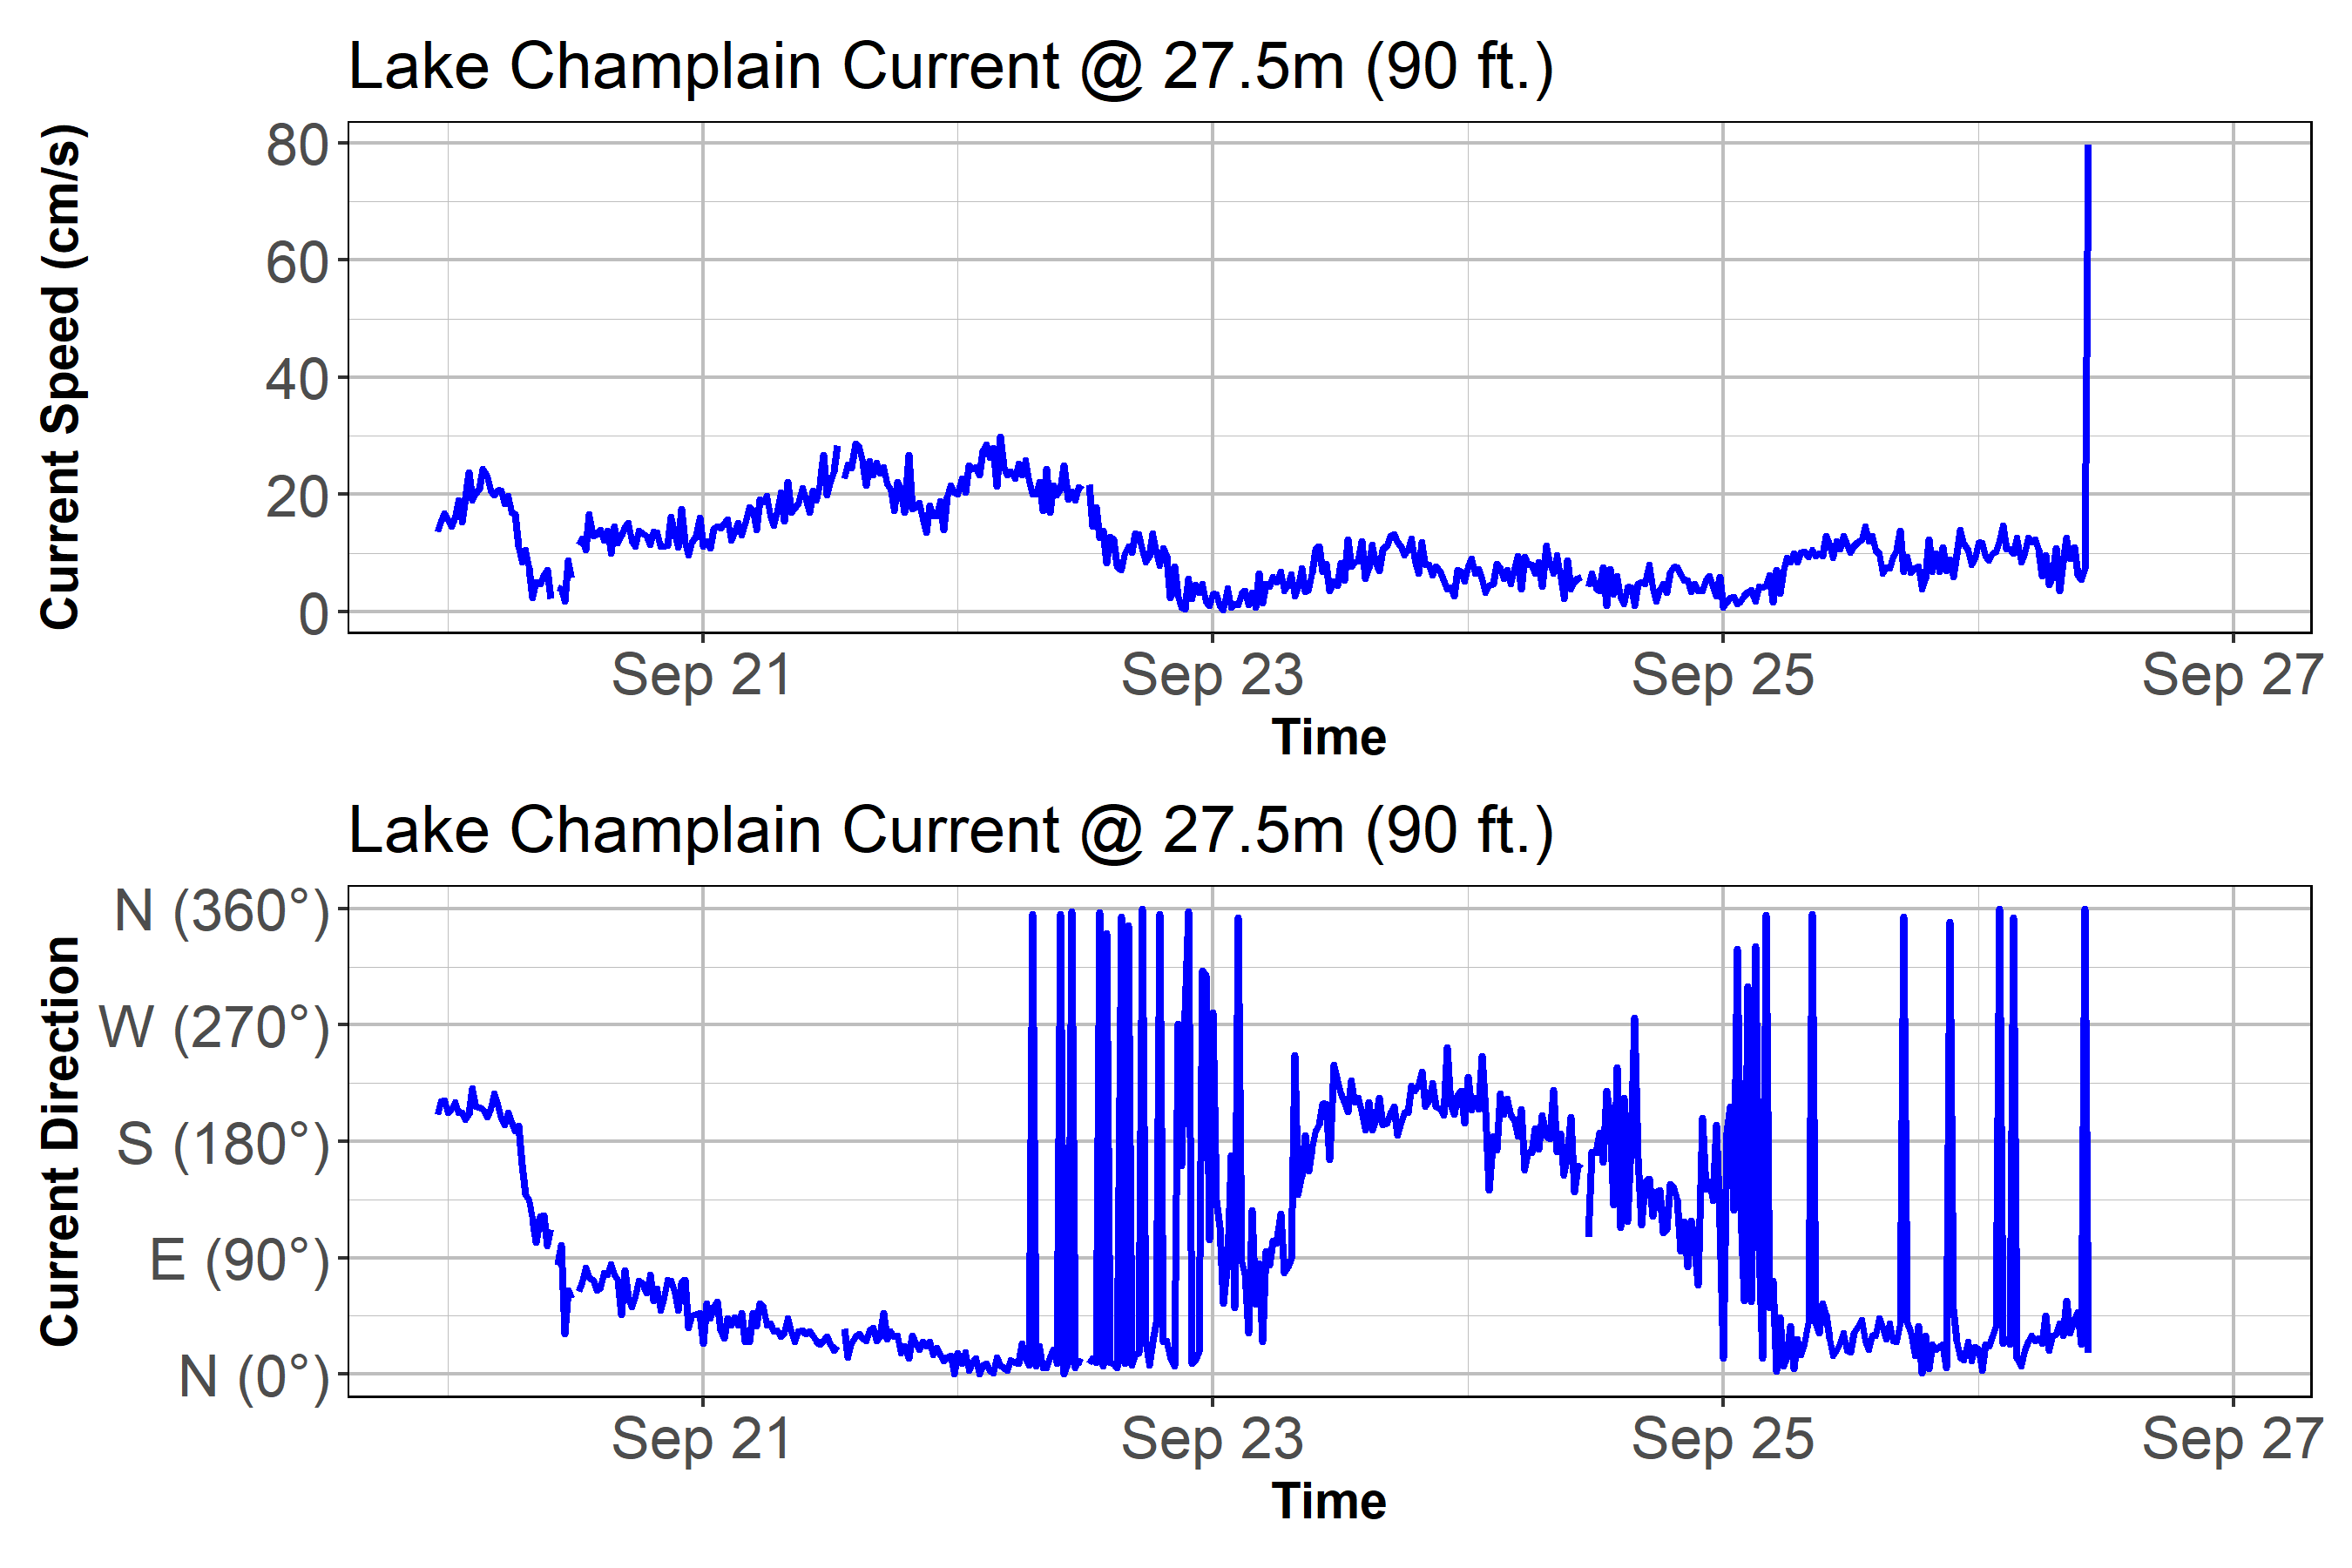 Lake Champlain Current @ 27.5m (90 ft.)
Current Speed (cm/s)
80
60
40
20
0
Sep 21 Sep 23 Sep 25 Sep 27
Time
Lake Champlain Current @ 27.5m (90 ft.)
Current Direction
N (360°)
W (270°)
S (180°)
E (90°)
N (0°)
Sep 21 Sep 23 Sep 25 Sep 27
Time